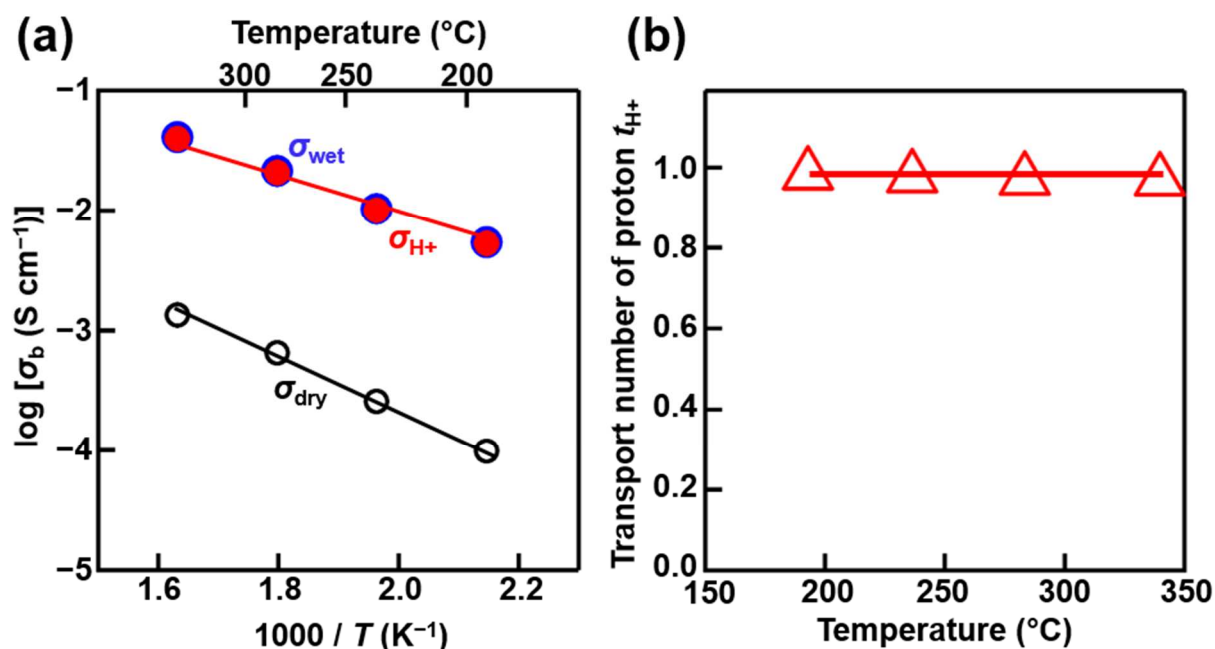 (a)
Temperature (°C)
300 240 190
−1
−2
−3
−4
−5
log [σb (S cm⁻¹)]
σwet
σH+
σdry
1.6 1.8 2.0 2.2
1000 / T (K⁻¹)
(b)
Transport number of proton tH+
1.0
0.8
0.6
0.4
0.2
0.0
150 200 250 300 350
Temperature (°C)